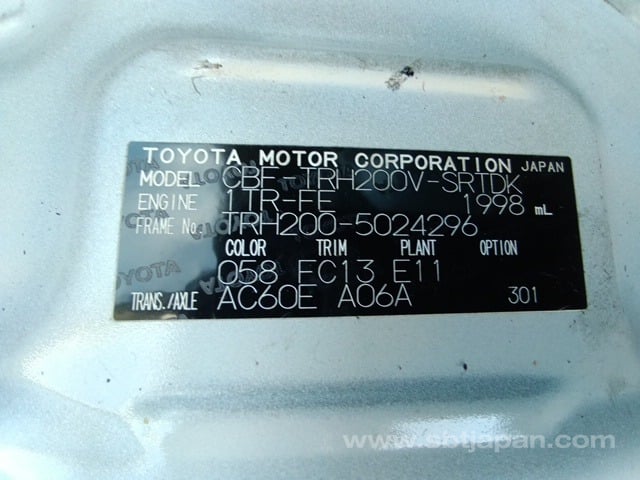 TOYOTA MOTOR CORPORATION JAPAN
MODEL CBF-TRH200V-SRTDK
ENGINE 1TR-FE 1998 mL
FRAME No. TRH200-5024296
COLOR TRIM PLANT OPTION
058 FC13 E11
TRANS./AXLE AC60E A06A 301
www.sbtjapan.com